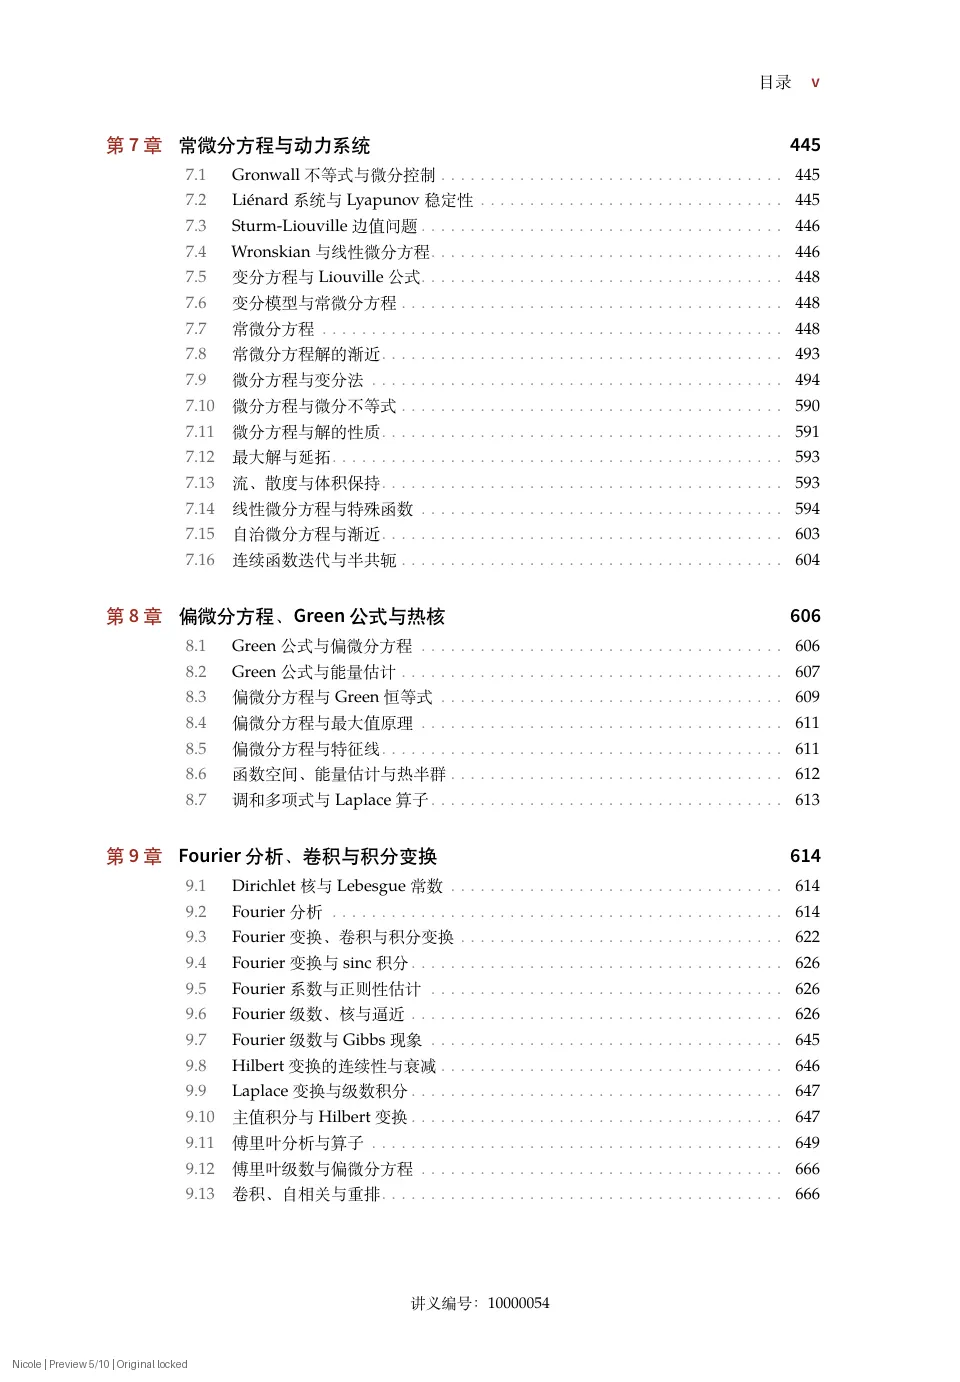 目录 v
第 7 章 常微分方程与动力系统 445
7.1 Gronwall 不等式与微分控制 445
7.2 Liénard 系统与 Lyapunov 稳定性 445
7.3 Sturm-Liouville 边值问题 446
7.4 Wronskian 与线性微分方程 446
7.5 变分方程与 Liouville 公式 448
7.6 变分模型与常微分方程 448
7.7 常微分方程 448
7.8 常微分方程解的渐近 493
7.9 微分方程与变分法 494
7.10 微分方程与微分不等式 590
7.11 微分方程与解的性质 591
7.12 最大解与延拓 593
7.13 流、散度与体积保持 593
7.14 线性微分方程与特殊函数 594
7.15 自治微分方程与渐近 603
7.16 连续函数迭代与半共轭 604
第 8 章 偏微分方程、Green 公式与热核 606
8.1 Green 公式与偏微分方程 606
8.2 Green 公式与能量估计 607
8.3 偏微分方程与 Green 恒等式 609
8.4 偏微分方程与最大值原理 611
8.5 偏微分方程与特征线 611
8.6 函数空间、能量估计与热半群 612
8.7 调和多项式与 Laplace 算子 613
第 9 章 Fourier 分析、卷积与积分变换 614
9.1 Dirichlet 核与 Lebesgue 常数 614
9.2 Fourier 分析 614
9.3 Fourier 变换、卷积与积分变换 622
9.4 Fourier 变换与 sinc 积分 626
9.5 Fourier 系数与正则性估计 626
9.6 Fourier 级数、核与逼近 626
9.7 Fourier 级数与 Gibbs 现象 645
9.8 Hilbert 变换的连续性与衰减 646
9.9 Laplace 变换与级数积分 647
9.10 主值积分与 Hilbert 变换 647
9.11 傅里叶分析与算子 649
9.12 傅里叶级数与偏微分方程 666
9.13 卷积、自相关与重排 666
讲义编号：10000054
Nicole | Preview 5/10 | Original locked